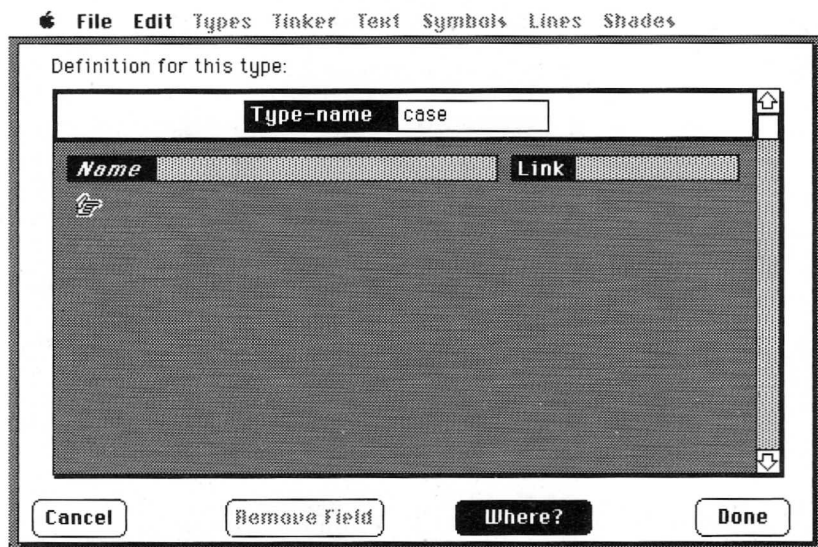 File Edit Types Tinker Text Symbols Lines Shades
Definition for this type:
Type-name case
Name Link
Cancel Remove Field Where? Done